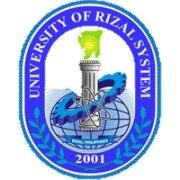 UNIVERSITY OF RIZAL SYSTEM
2001